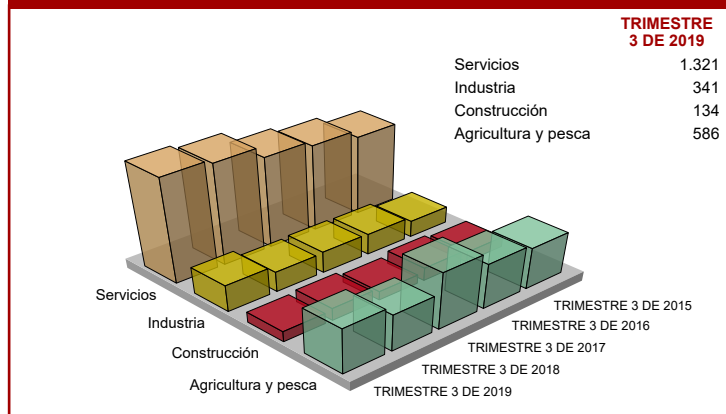 TRIMESTRE
3 DE 2019
Servicios 1.321
Industria 341
Construcción 134
Agricultura y pesca 586
Servicios
Industria
Construcción
Agricultura y pesca
TRIMESTRE 3 DE 2015
TRIMESTRE 3 DE 2016
TRIMESTRE 3 DE 2017
TRIMESTRE 3 DE 2018
TRIMESTRE 3 DE 2019